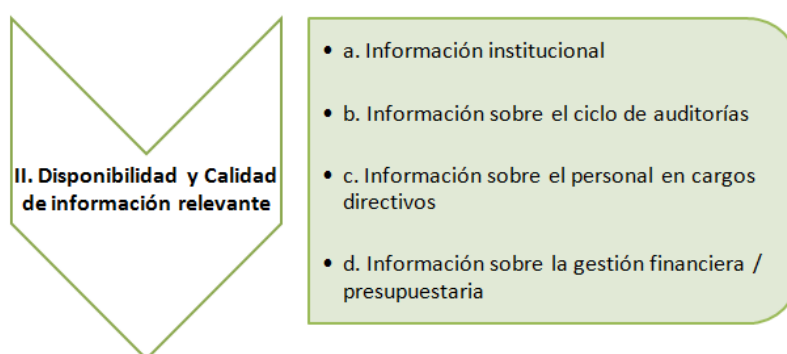 II. Disponibilidad y Calidad
de información relevante
• a. Información institucional
• b. Información sobre el ciclo de auditorías
• c. Información sobre el personal en cargos
directivos
• d. Información sobre la gestión financiera /
presupuestaria